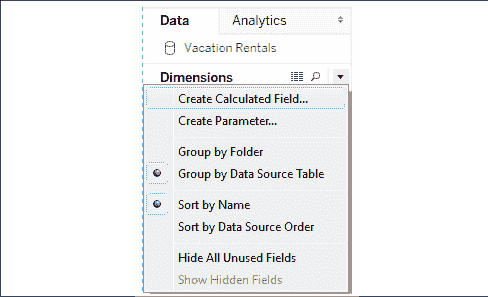 Data Analytics
Vacation Rentals
Dimensions
Create Calculated Field...
Create Parameter...
Group by Folder
Group by Data Source Table
Sort by Name
Sort by Data Source Order
Hide All Unused Fields
Show Hidden Fields